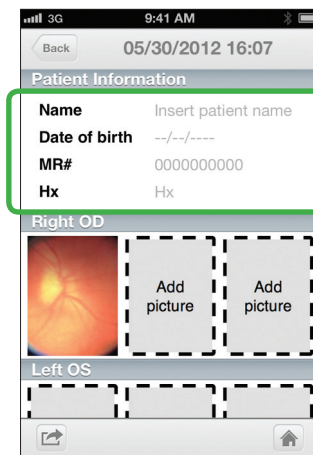 3G 9:41 AM
Back 05/30/2012 16:07
Patient Information
Name Insert patient name
Date of birth --/--/----
MR# 0000000000
Hx Hx
Right OD
Add picture Add picture
Left OS